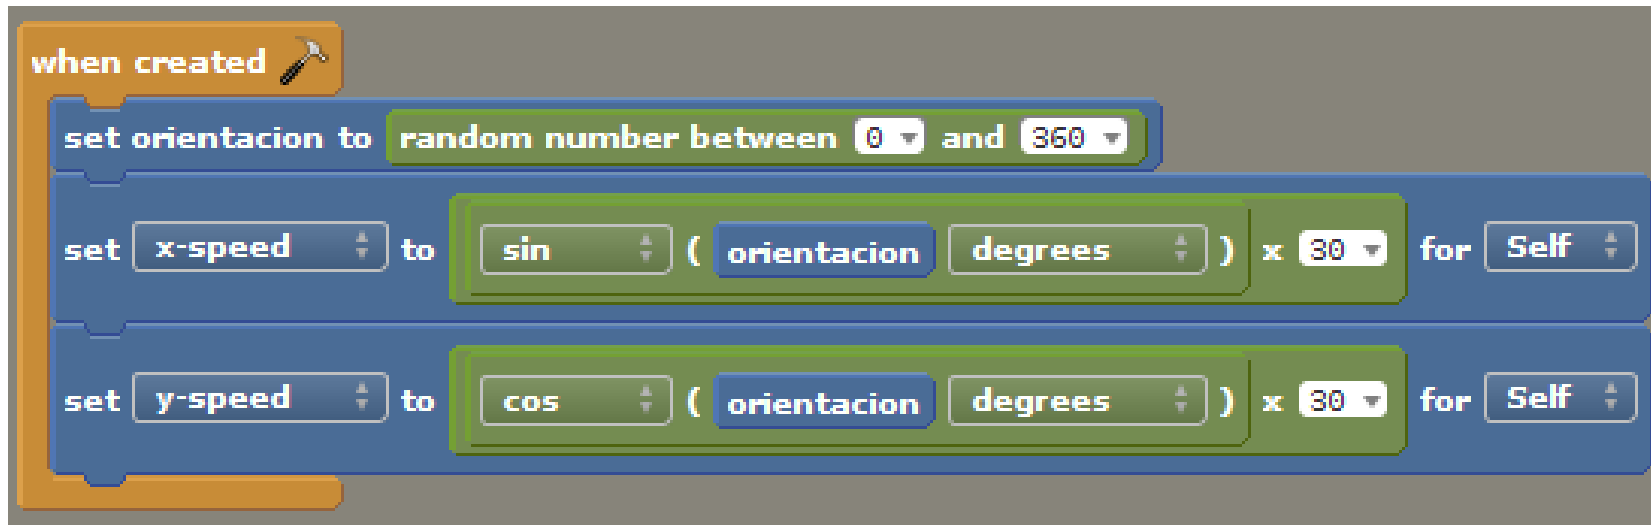 when created
set orientacion to random number between 0 and 360
set x-speed to sin ( orientacion degrees ) x 30 for Self
set y-speed to cos ( orientacion degrees ) x 30 for Self